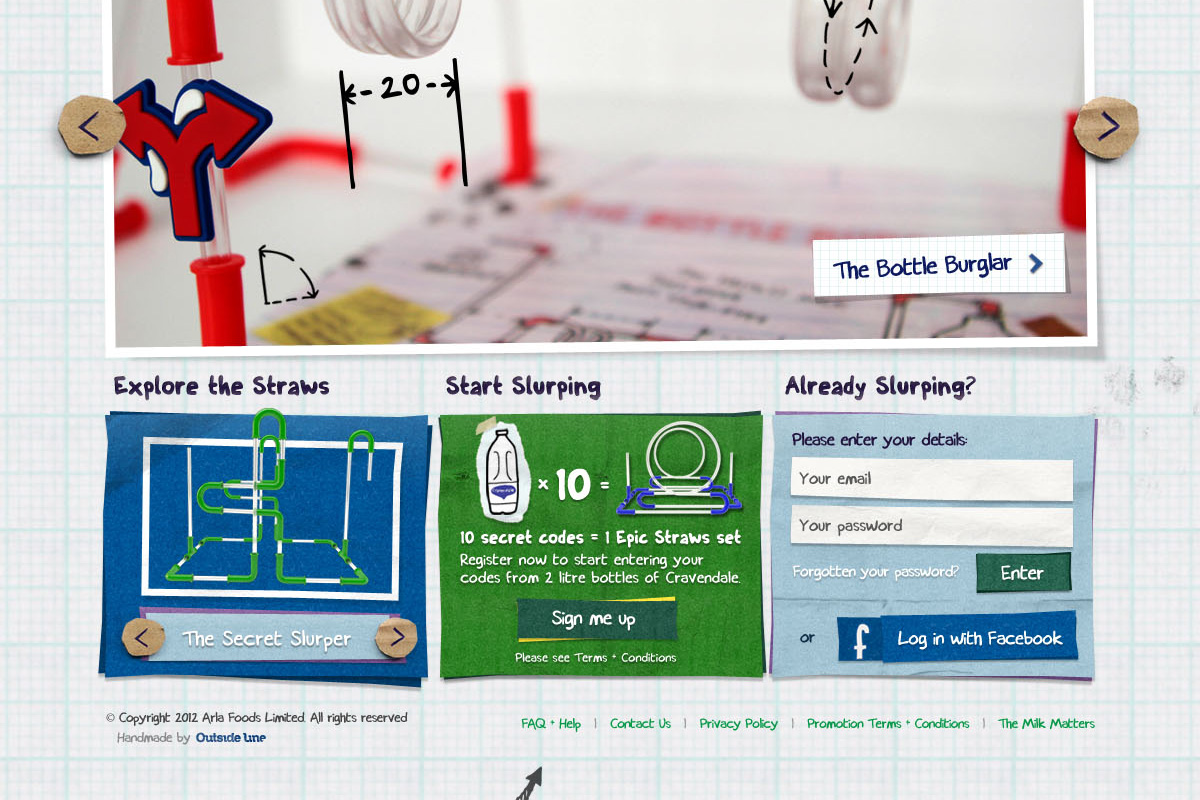 -20-
The Bottle Burglar
Explore the Straws
Start Slurping
Already Slurping?
The Secret Slurper
x 10 =
10 secret codes = 1 Epic Straws set
Register now to start entering your
codes from 2 litre bottles of Cravendale.
Sign me up
Please see Terms + Conditions
Please enter your details:
Your email
Your password
Forgotten your password?
Enter
or
f
Log in with Facebook
© Copyright 2012 Arla Foods Limited. All rights reserved
Handmade by Outside Line
FAQ + Help | Contact Us | Privacy Policy | Promotion Terms + Conditions | The Milk Matters